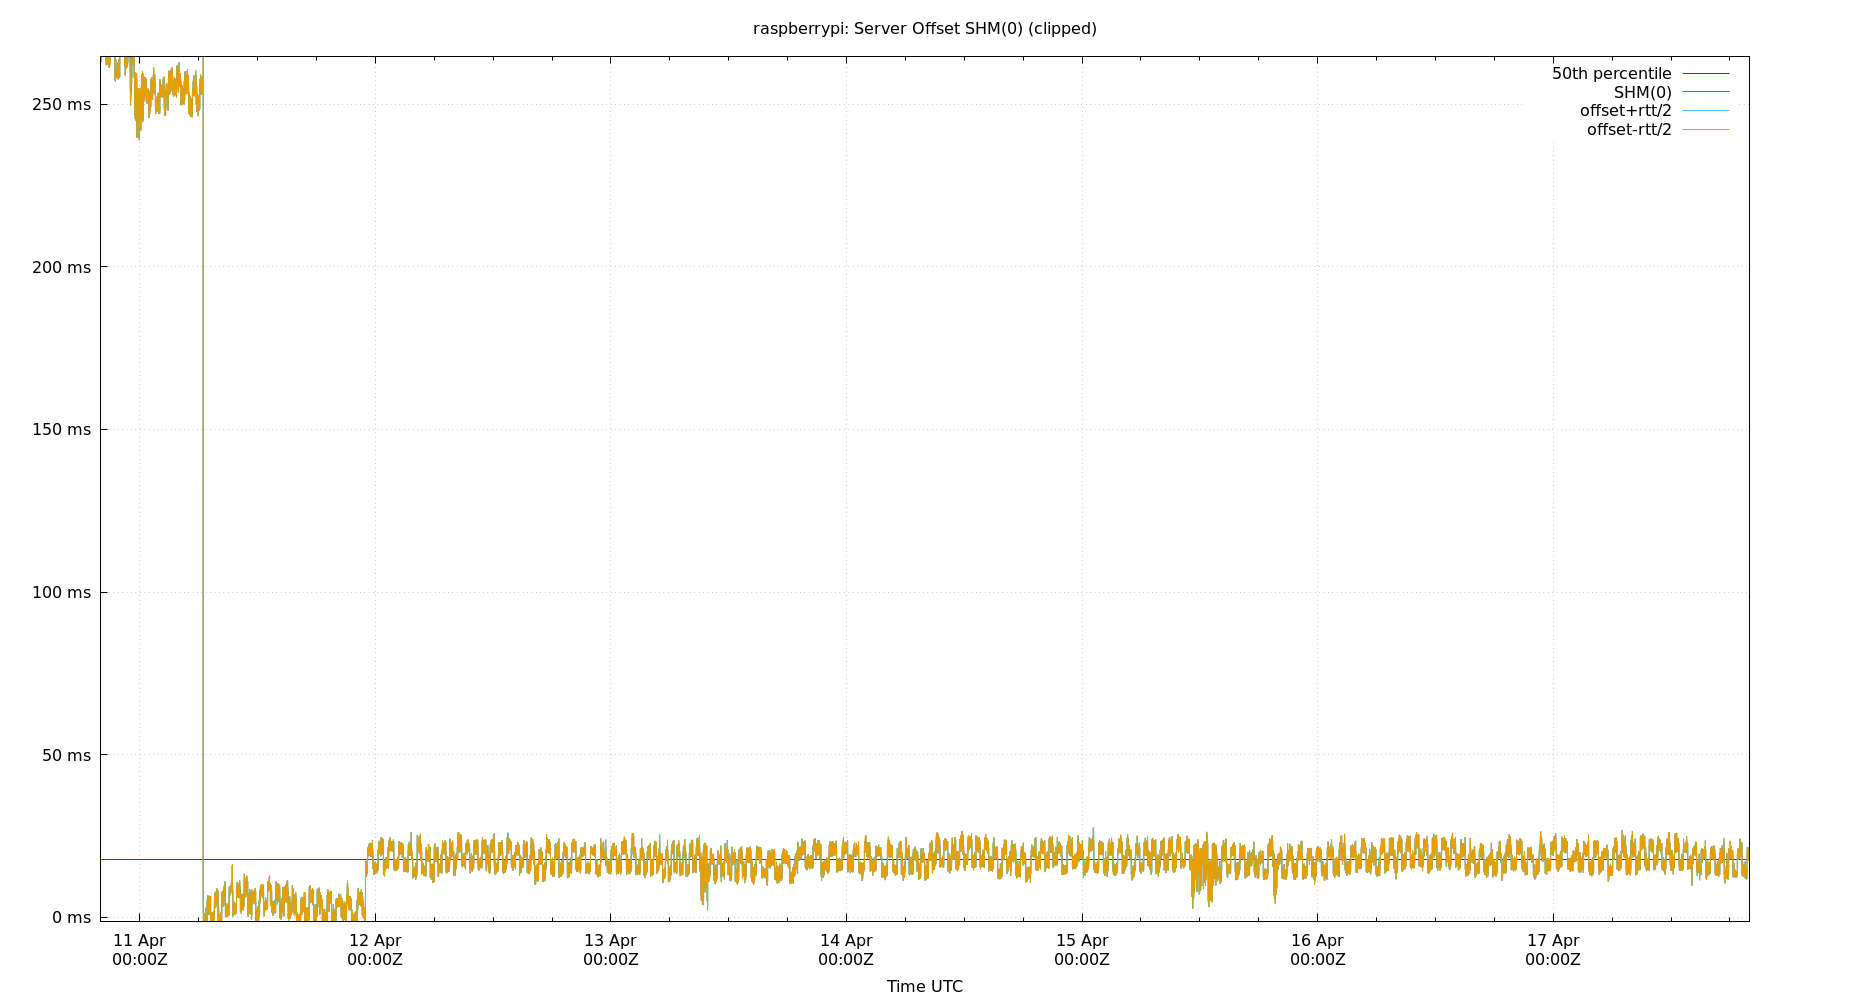 raspberrypi: Server Offset SHM(0) (clipped)
50th percentile
SHM(0)
offset+rtt/2
offset-rtt/2
250 ms
200 ms
150 ms
100 ms
50 ms
0 ms
11 Apr 12 Apr 13 Apr 14 Apr 15 Apr 16 Apr 17 Apr
00:00Z 00:00Z 00:00Z 00:00Z 00:00Z 00:00Z 00:00Z
Time UTC